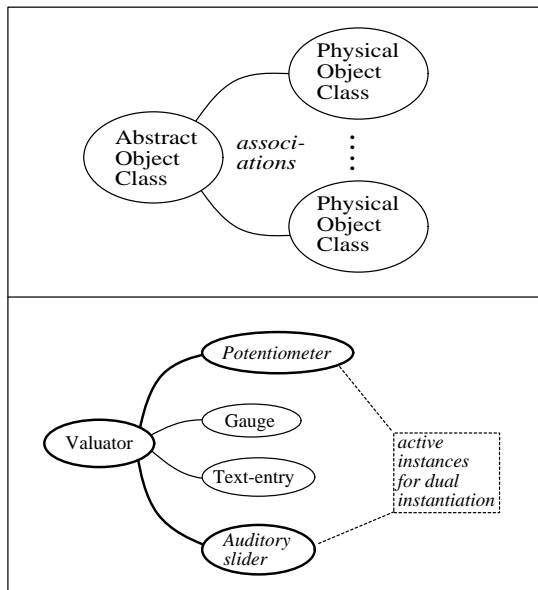 Physical
Object
Class
Abstract
Object
Class
associ-
ations
Physical
Object
Class
Potentiometer
Gauge
Valuator
Text-entry
active
instances
for dual
instantiation
Auditory
slider